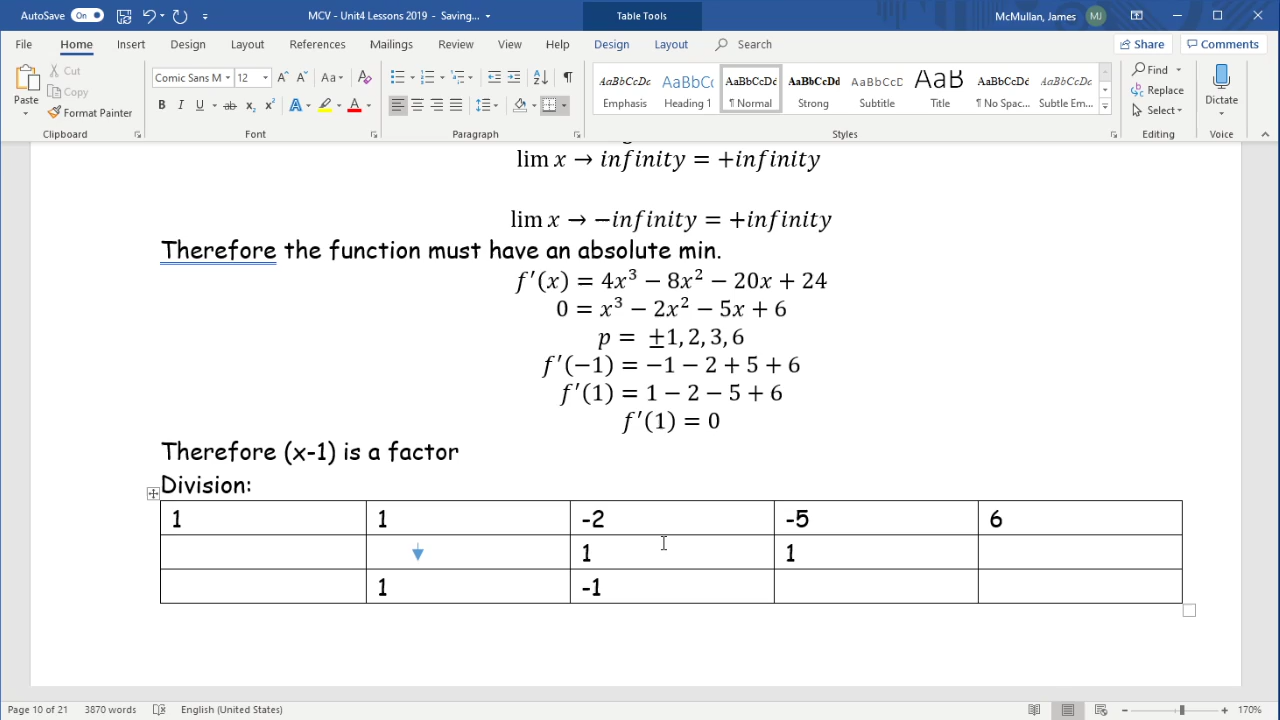 AutoSave On MCV - Unit4 Lessons 2019 - Saving... Table Tools McMullan, James MJ
File Home Insert Design Layout References Mailings Review View Help Design Layout Search Share Comments
Paste Cut Copy Format Painter
Comic Sans M 12
AaBbCcDc AaBbCc AaBbCcDc AaBbCcDd AaBbCcDc AaB AaBbCcDc AaBbCcDc
Emphasis Heading 1 ¶ Normal Strong Subtitle Title ¶ No Spac... Subtle Em...
Find Replace Select Dictate
Clipboard Font Paragraph Styles Editing Voice
lim x → infinity = +infinity
lim x → −infinity = +infinity
Therefore the function must have an absolute min.
f′(x) = 4x³ − 8x² − 20x + 24
0 = x³ − 2x² − 5x + 6
p = ±1, 2, 3, 6
f′(−1) = −1 − 2 + 5 + 6
f′(1) = 1 − 2 − 5 + 6
f′(1) = 0
Therefore (x-1) is a factor
Division:
1 1 -2 -5 6
1 1
1 -1
Page 10 of 21 3870 words English (United States) 170%